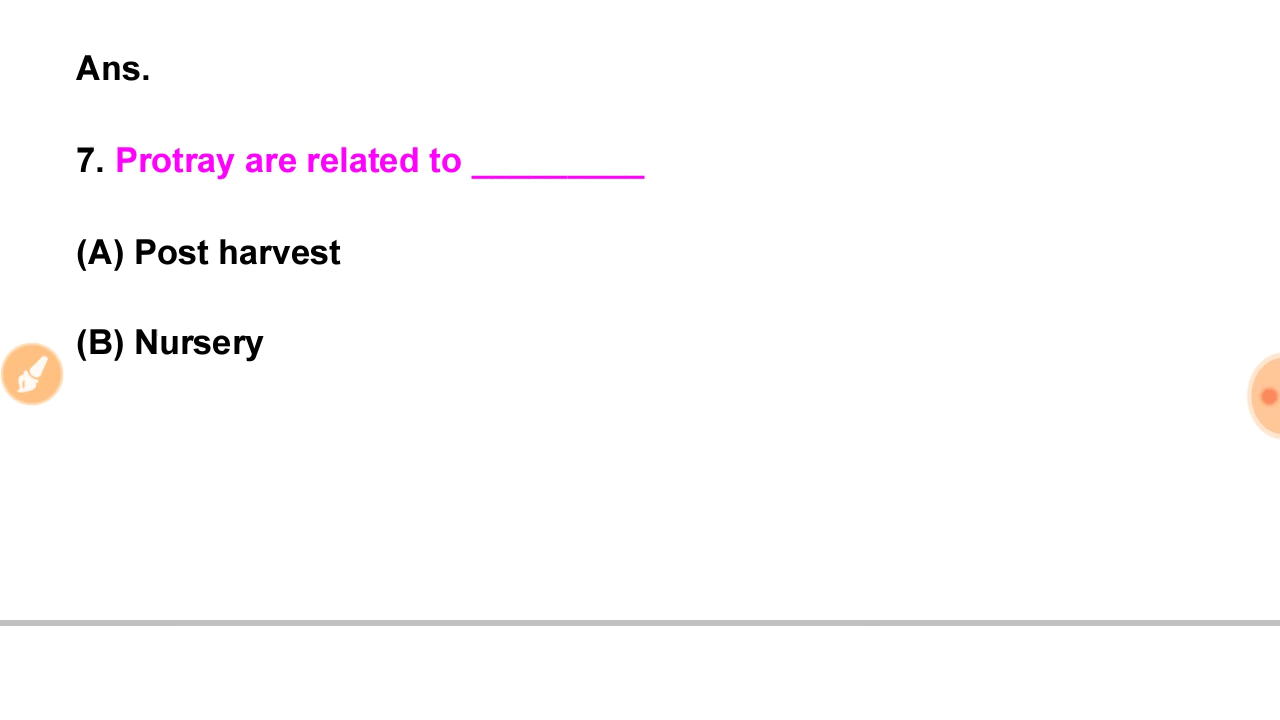 Ans.
7. Protray are related to _________
(A) Post harvest
(B) Nursery